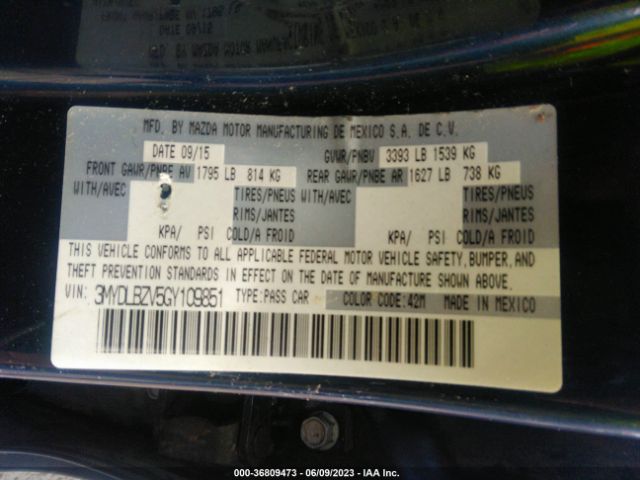 MFD. BY MAZDA MOTOR MANUFACTURING DE MEXICO S.A. DE C.V.
DATE 09/15 GVWR/PNBV 3393 LB 1539 KG
FRONT GAWR/PNBE AV 1795 LB 814 KG REAR GAWR/PNBE AR 1627 LB 738 KG
WITH/AVEC TIRES/PNEUS WITH/AVEC TIRES/PNEUS
RIMS/JANTES RIMS/JANTES
KPA/ PSI COLD/A FROID KPA/ PSI COLD/A FROID
THIS VEHICLE CONFORMS TO ALL APPLICABLE FEDERAL MOTOR VEHICLE SAFETY, BUMPER, AND
THEFT PREVENTION STANDARDS IN EFFECT ON THE DATE OF MANUFACTURE SHOWN ABOVE.
VIN: 3MYDLBZV5GY109851 TYPE:PASS CAR COLOR CODE:42M MADE IN MEXICO
000-36809473 - 06/09/2023 - IAA Inc.